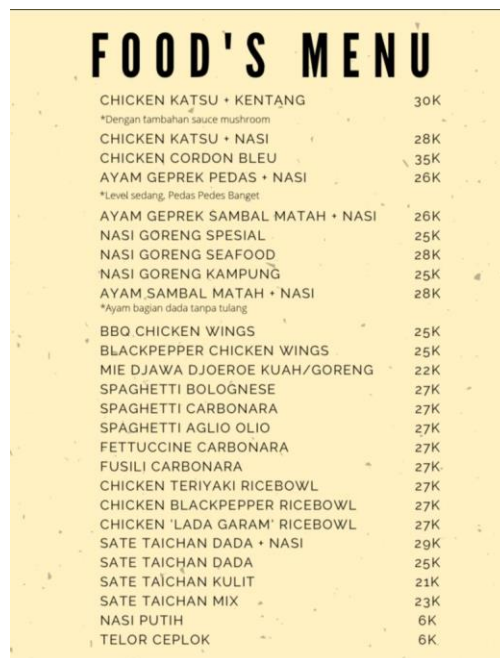 FOOD'S MENU
CHICKEN KATSU + KENTANG 30K
*Dengan tambahan sauce mushroom
CHICKEN KATSU + NASI 28K
CHICKEN CORDON BLEU 35K
AYAM GEPREK PEDAS + NASI 26K
*Level sedang, Pedas Pedes Banget
AYAM GEPREK SAMBAL MATAH + NASI 26K
NASI GORENG SPESIAL 25K
NASI GORENG SEAFOOD 28K
NASI GORENG KAMPUNG 25K
AYAM SAMBAL MATAH + NASI 28K
*Ayam bagian dada tanpa tulang
BBQ CHICKEN WINGS 25K
BLACKPEPPER CHICKEN WINGS 25K
MIE DJAWA DJOEROE KUAH/GORENG 22K
SPAGHETTI BOLOGNESE 27K
SPAGHETTI CARBONARA 27K
SPAGHETTI AGLIO OLIO 27K
FETTUCCINE CARBONARA 27K
FUSILI CARBONARA 27K
CHICKEN TERIYAKI RICEBOWL 27K
CHICKEN BLACKPEPPER RICEBOWL 27K
CHICKEN 'LADA GARAM' RICEBOWL 27K
SATE TAICHAN DADA + NASI 29K
SATE TAICHAN DADA 25K
SATE TAICHAN KULIT 21K
SATE TAICHAN MIX 23K
NASI PUTIH 6K
TELOR CEPLOK 6K